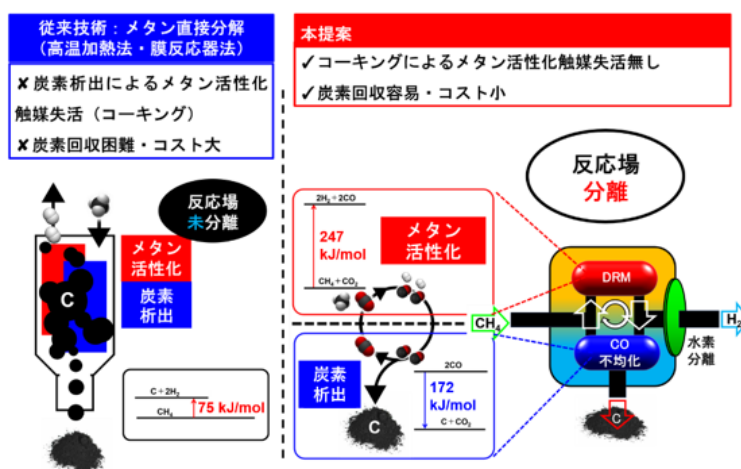 従来技術：メタン直接分解
（高温加熱法・膜反応器法）
✘ 炭素析出によるメタン活性化
触媒失活（コーキング）
✘ 炭素回収困難・コスト大
反応場
未分離
メタン
活性化
炭素
析出
C
C+2H₂
CH₄
75 kJ/mol
本提案
✓コーキングによるメタン活性化触媒失活無し
✓炭素回収容易・コスト小
反応場
分離
2H₂+2CO
247
kJ/mol
CH₄+CO₂
メタン
活性化
炭素
析出
2CO
172
kJ/mol
C+CO₂
C
CH₄
DRM
CO
不均化
H₂
水素
分離
C